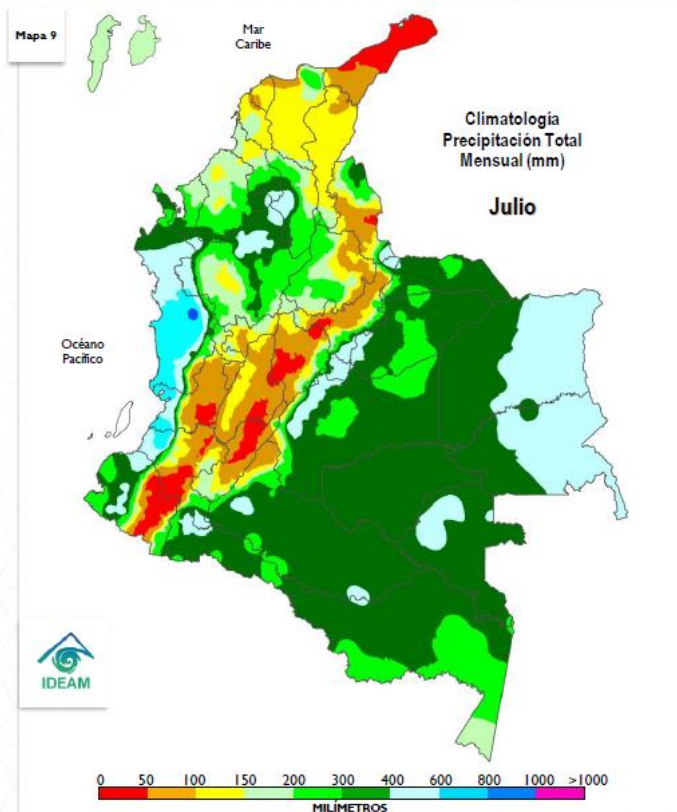 Mapa 9
Mar
Caribe
Climatología
Precipitación Total
Mensual (mm)
Julio
Océano
Pacífico
IDEAM
0 50 100 150 200 300 400 600 800 1000 >1000
MILÍMETROS